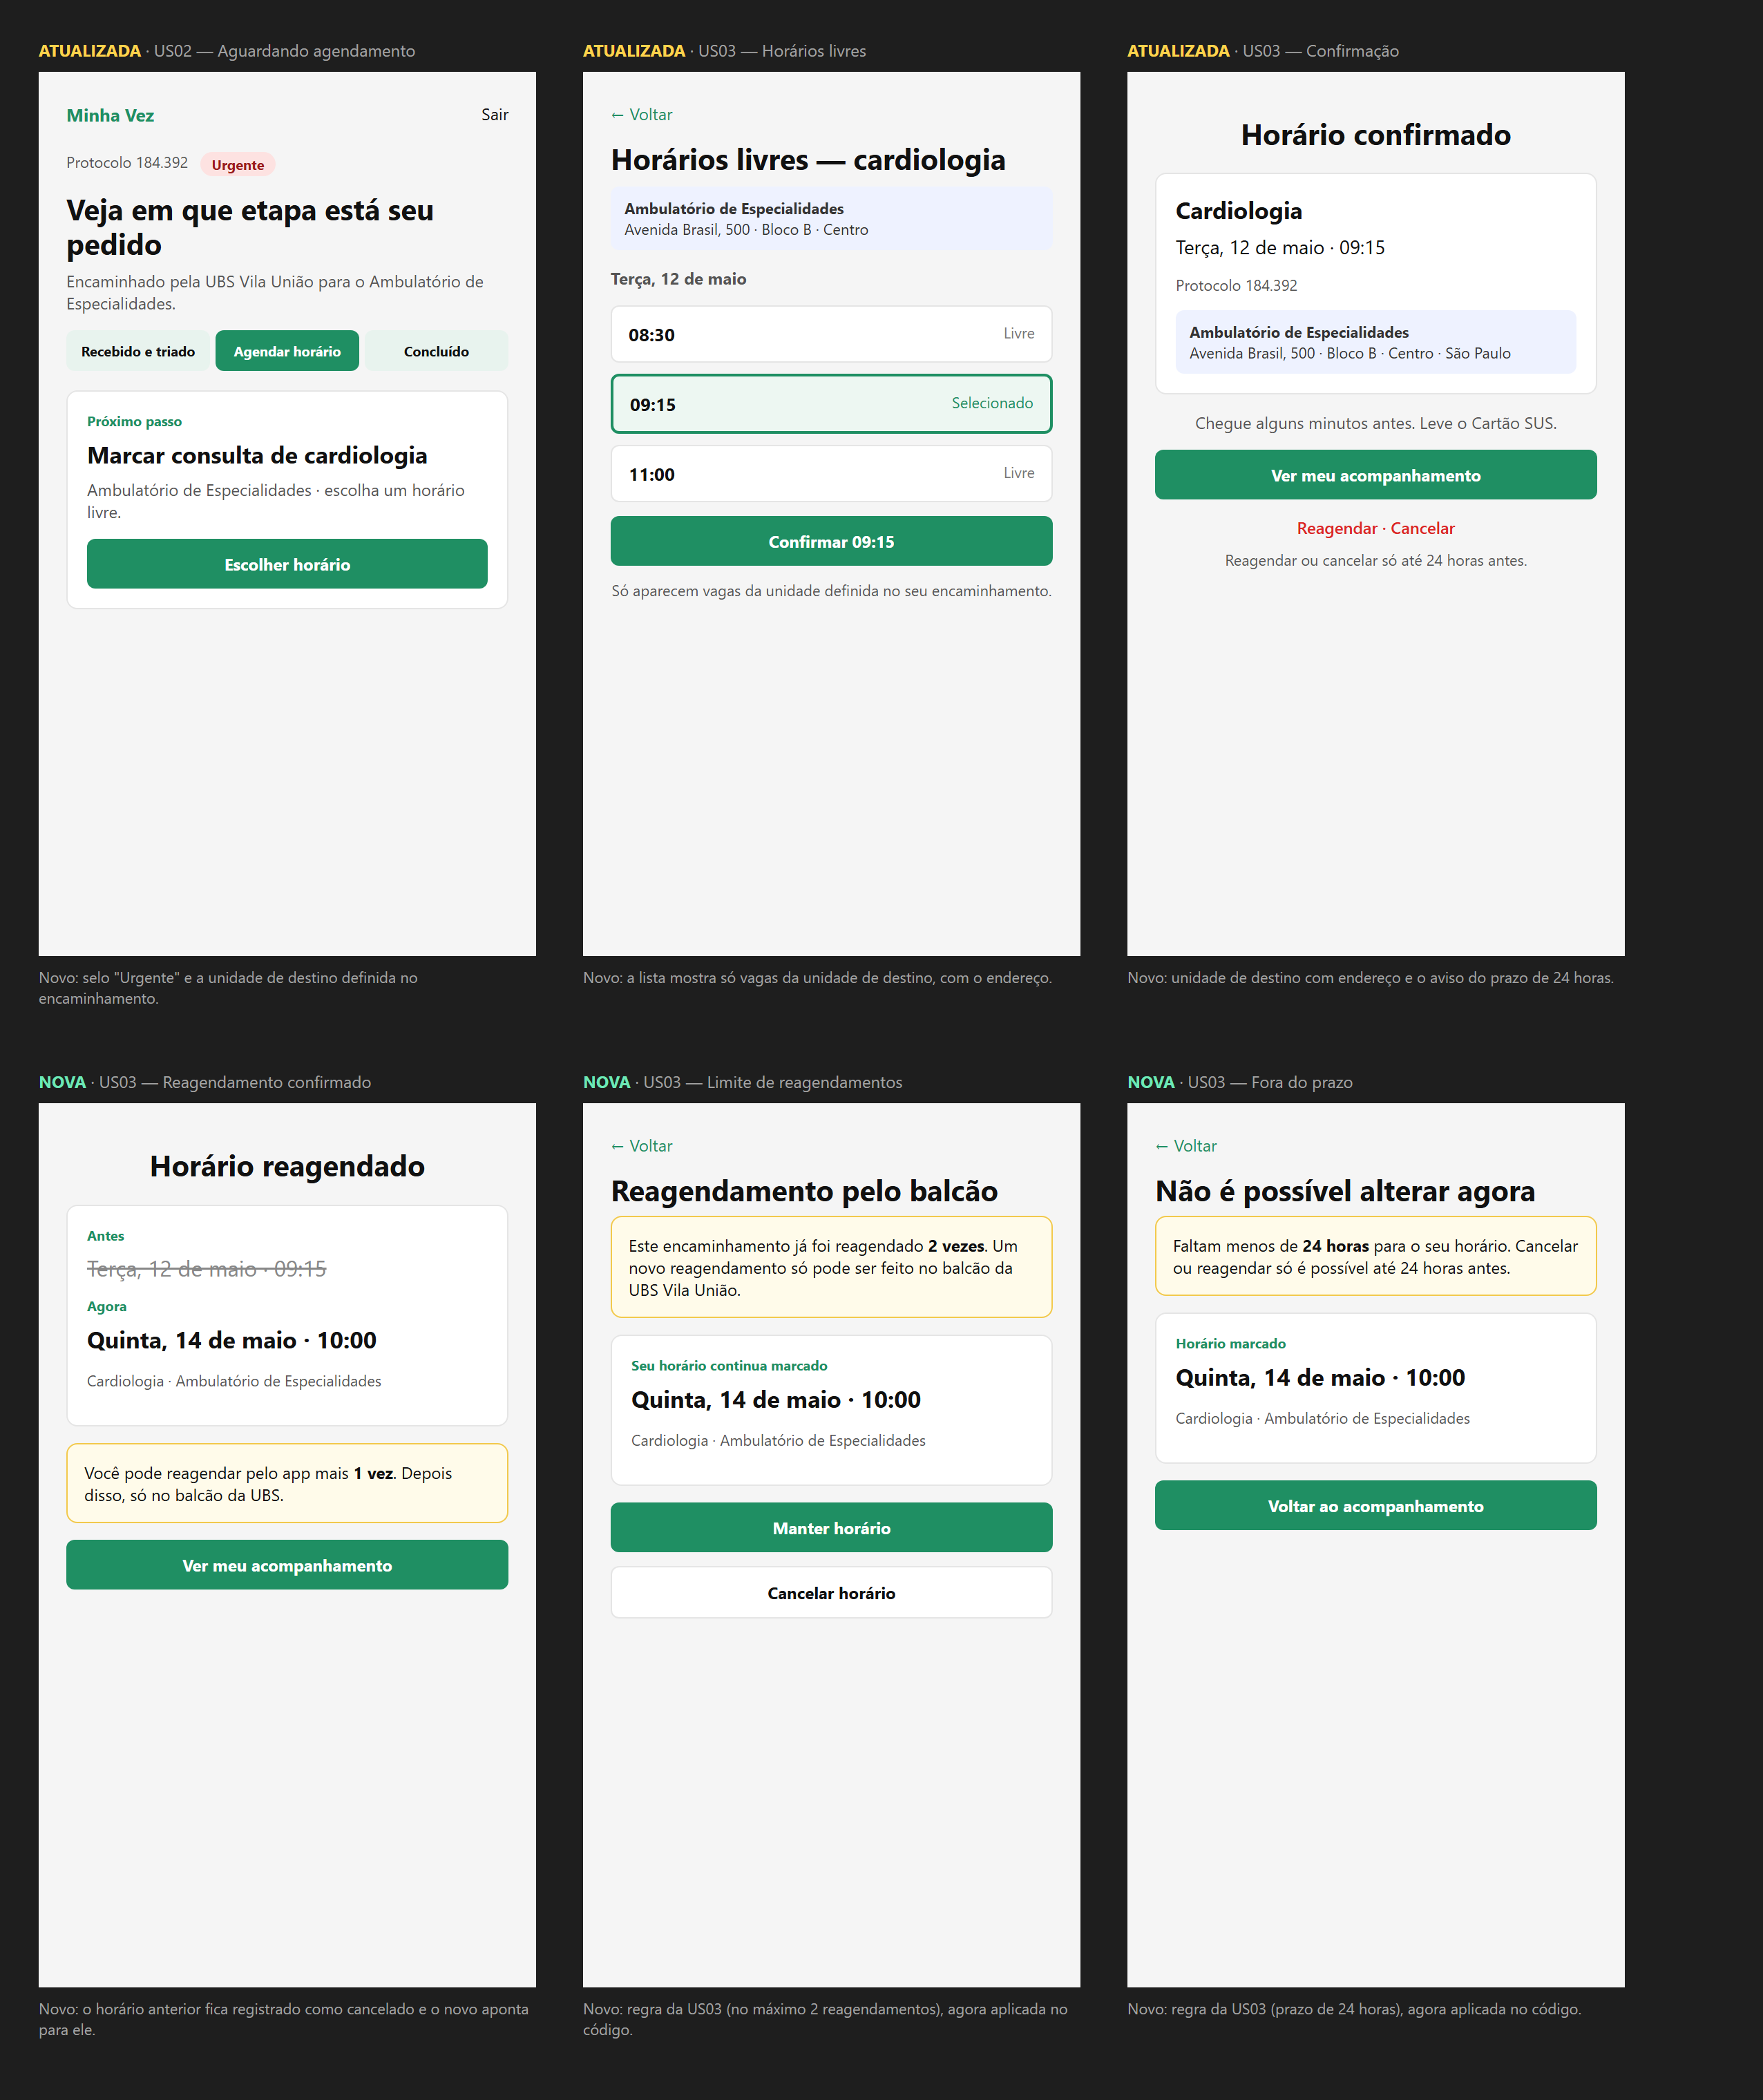 ATUALIZADA · US02 — Aguardando agendamento
Minha Vez
Sair
Protocolo 184.392
Urgente
Veja em que etapa está seu
pedido
Encaminhado pela UBS Vila União para o Ambulatório de
Especialidades.
Recebido e triado
Agendar horário
Concluído
Próximo passo
Marcar consulta de cardiologia
Ambulatório de Especialidades · escolha um horário
livre.
Escolher horário
Novo: selo "Urgente" e a unidade de destino definida no
encaminhamento.
ATUALIZADA · US03 — Horários livres
← Voltar
Horários livres — cardiologia
Ambulatório de Especialidades
Avenida Brasil, 500 · Bloco B · Centro
Terça, 12 de maio
08:30
Livre
09:15
Selecionado
11:00
Livre
Confirmar 09:15
Só aparecem vagas da unidade definida no seu encaminhamento.
Novo: a lista mostra só vagas da unidade de destino, com o endereço.
ATUALIZADA · US03 — Confirmação
Horário confirmado
Cardiologia
Terça, 12 de maio · 09:15
Protocolo 184.392
Ambulatório de Especialidades
Avenida Brasil, 500 · Bloco B · Centro · São Paulo
Chegue alguns minutos antes. Leve o Cartão SUS.
Ver meu acompanhamento
Reagendar · Cancelar
Reagendar ou cancelar só até 24 horas antes.
Novo: unidade de destino com endereço e o aviso do prazo de 24 horas.
NOVA · US03 — Reagendamento confirmado
Horário reagendado
Antes
Terça, 12 de maio · 09:15
Agora
Quinta, 14 de maio · 10:00
Cardiologia · Ambulatório de Especialidades
Você pode reagendar pelo app mais 1 vez. Depois
disso, só no balcão da UBS.
Ver meu acompanhamento
Novo: o horário anterior fica registrado como cancelado e o novo aponta
para ele.
NOVA · US03 — Limite de reagendamentos
← Voltar
Reagendamento pelo balcão
Este encaminhamento já foi reagendado 2 vezes. Um
novo reagendamento só pode ser feito no balcão da
UBS Vila União.
Seu horário continua marcado
Quinta, 14 de maio · 10:00
Cardiologia · Ambulatório de Especialidades
Manter horário
Cancelar horário
Novo: regra da US03 (no máximo 2 reagendamentos), agora aplicada no
código.
NOVA · US03 — Fora do prazo
← Voltar
Não é possível alterar agora
Faltam menos de 24 horas para o seu horário. Cancelar
ou reagendar só é possível até 24 horas antes.
Horário marcado
Quinta, 14 de maio · 10:00
Cardiologia · Ambulatório de Especialidades
Voltar ao acompanhamento
Novo: regra da US03 (prazo de 24 horas), agora aplicada no código.